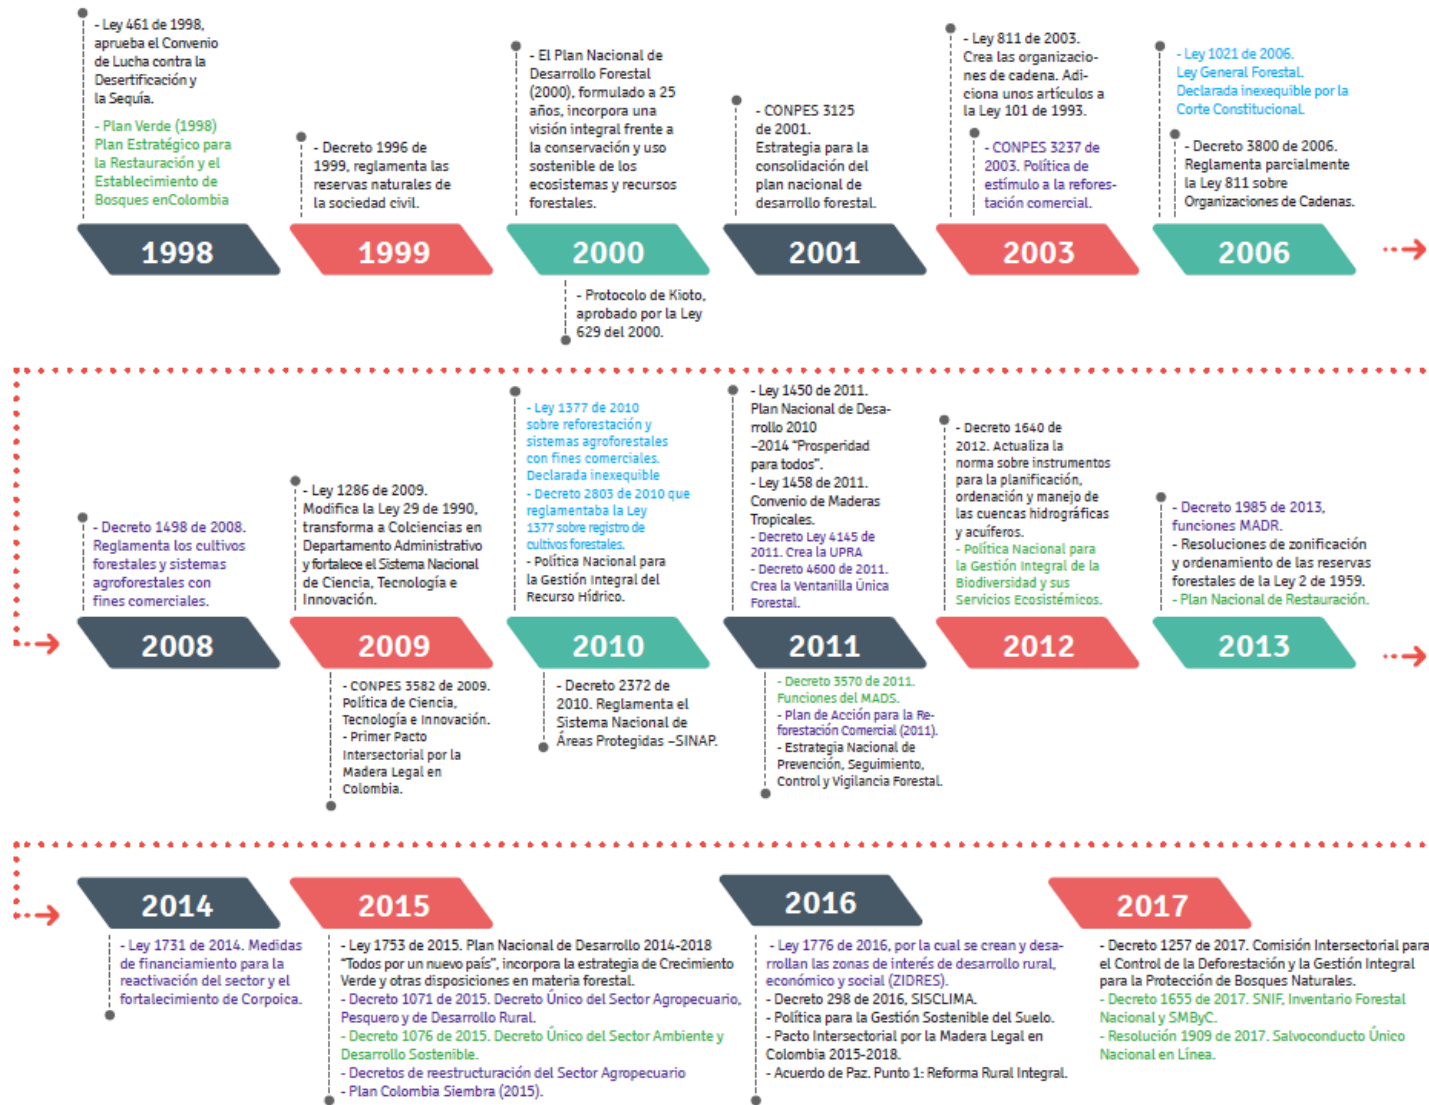 - Ley 461 de 1998,
aprueba el Convenio
de Lucha contra la
Desertificación y
la Sequía.
- Plan Verde (1998)
Plan Estratégico para
la Restauración y el
Establecimiento de
Bosques enColombia
1998
- Decreto 1996 de
1999, reglamenta las
reservas naturales de
la sociedad civil.
1999
- El Plan Nacional de
Desarrollo Forestal
(2000), formulado a 25
años, incorpora una
visión integral frente a
la conservación y uso
sostenible de los
ecosistemas y recursos
forestales.
2000
- Protocolo de Kioto,
aprobado por la Ley
629 del 2000.
- CONPES 3125
de 2001.
Estrategia para la
consolidación del
plan nacional de
desarrollo forestal.
2001
- Ley 811 de 2003.
Crea las organizacio-
nes de cadena. Adi-
ciona unos artículos a
la Ley 101 de 1993.
- CONPES 3237 de
2003. Política de
estímulo a la refores-
tación comercial.
2003
- Ley 1021 de 2006.
Ley General Forestal.
Declarada inexequible por la
Corte Constitucional.
- Decreto 3800 de 2006.
Reglamenta parcialmente
la Ley 811 sobre
Organizaciones de Cadenas.
2006
- Decreto 1498 de 2008.
Reglamenta los cultivos
forestales y sistemas
agroforestales con
fines comerciales.
2008
- Ley 1286 de 2009.
Modifica la Ley 29 de 1990,
transforma a Colciencias en
Departamento Administrativo
y fortalece el Sistema Nacional
de Ciencia, Tecnología e
Innovación.
2009
- CONPES 3582 de 2009.
Política de Ciencia,
Tecnología e Innovación.
- Primer Pacto
Intersectorial por la
Madera Legal en
Colombia.
- Ley 1377 de 2010
sobre reforestación y
sistemas agroforestales
con fines comerciales.
Declarada inexequible
- Decreto 2803 de 2010 que
reglamentaba la Ley
1377 sobre registro de
cultivos forestales.
- Política Nacional para
la Gestión Integral del
Recurso Hídrico.
2010
- Decreto 2372 de
2010. Reglamenta el
Sistema Nacional de
Áreas Protegidas –SINAP.
- Ley 1450 de 2011.
Plan Nacional de Desa-
rrollo 2010
–2014 “Prosperidad
para todos”.
- Ley 1458 de 2011.
Convenio de Maderas
Tropicales.
- Decreto Ley 4145 de
2011. Crea la UPRA
- Decreto 4600 de 2011.
Crea la Ventanilla Única
Forestal.
2011
- Decreto 3570 de 2011.
Funciones del MADS.
- Plan de Acción para la Re-
forestación Comercial (2011).
- Estrategia Nacional de
Prevención, Seguimiento,
Control y Vigilancia Forestal.
- Decreto 1640 de
2012. Actualiza la
norma sobre instrumentos
para la planificación,
ordenación y manejo de
las cuencas hidrográficas
y acuíferos.
- Política Nacional para
la Gestión Integral de la
Biodiversidad y sus
Servicios Ecosistémicos.
2012
- Decreto 1985 de 2013,
funciones MADR.
- Resoluciones de zonificación
y ordenamiento de las reservas
forestales de la Ley 2 de 1959.
- Plan Nacional de Restauración.
2013
2014
- Ley 1731 de 2014. Medidas
de financiamiento para la
reactivación del sector y el
fortalecimiento de Corpoica.
2015
- Ley 1753 de 2015. Plan Nacional de Desarrollo 2014-2018
“Todos por un nuevo país”, incorpora la estrategia de Crecimiento
Verde y otras disposiciones en materia forestal.
- Decreto 1071 de 2015. Decreto Único del Sector Agropecuario,
Pesquero y de Desarrollo Rural.
- Decreto 1076 de 2015. Decreto Único del Sector Ambiente y
Desarrollo Sostenible.
- Decretos de reestructuración del Sector Agropecuario
- Plan Colombia Siembra (2015).
2016
- Ley 1776 de 2016, por la cual se crean y desa-
rrollan las zonas de interés de desarrollo rural,
económico y social (ZIDRES).
- Decreto 298 de 2016, SISCLIMA.
- Política para la Gestión Sostenible del Suelo.
- Pacto Intersectorial por la Madera Legal en
Colombia 2015-2018.
- Acuerdo de Paz. Punto 1: Reforma Rural Integral.
2017
- Decreto 1257 de 2017. Comisión Intersectorial para
el Control de la Deforestación y la Gestión Integral
para la Protección de Bosques Naturales.
- Decreto 1655 de 2017. SNIF, Inventario Forestal
Nacional y SMByC.
- Resolución 1909 de 2017. Salvoconducto Único
Nacional en Línea.